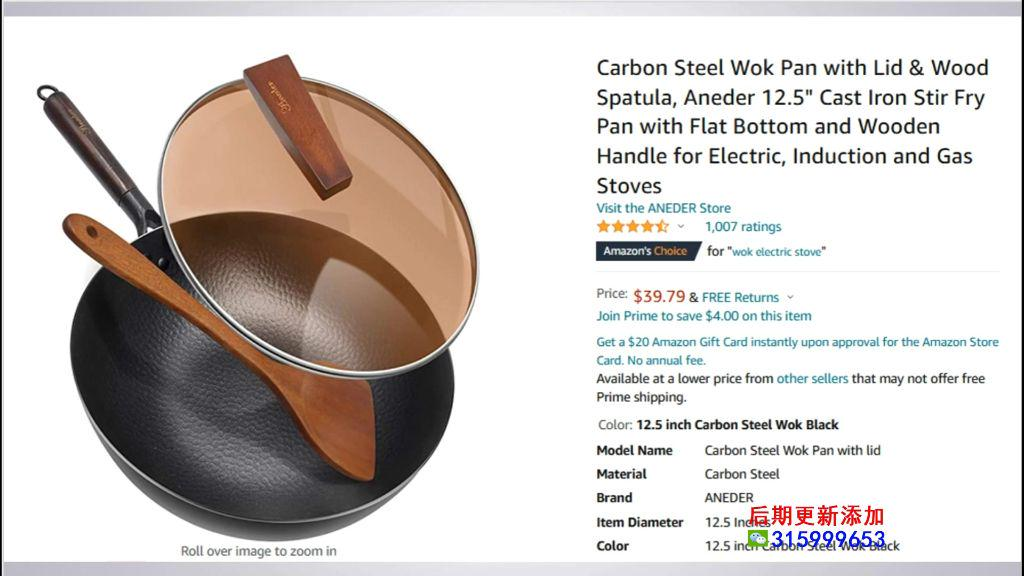 Carbon Steel Wok Pan with Lid & Wood
Spatula, Aneder 12.5" Cast Iron Stir Fry
Pan with Flat Bottom and Wooden
Handle for Electric, Induction and Gas
Stoves
Visit the ANEDER Store
1,007 ratings
Amazon's Choice for "wok electric stove"
Price: $39.79 & FREE Returns
Join Prime to save $4.00 on this item
Get a $20 Amazon Gift Card instantly upon approval for the Amazon Store
Card. No annual fee.
Available at a lower price from other sellers that may not offer free
Prime shipping.
Color: 12.5 inch Carbon Steel Wok Black
Model Name Carbon Steel Wok Pan with lid
Material Carbon Steel
Brand ANEDER
Item Diameter 12.5 Inches
Color 12.5 inch Carbon Steel Wok Black
后期更新添加
315999653
Roll over image to zoom in